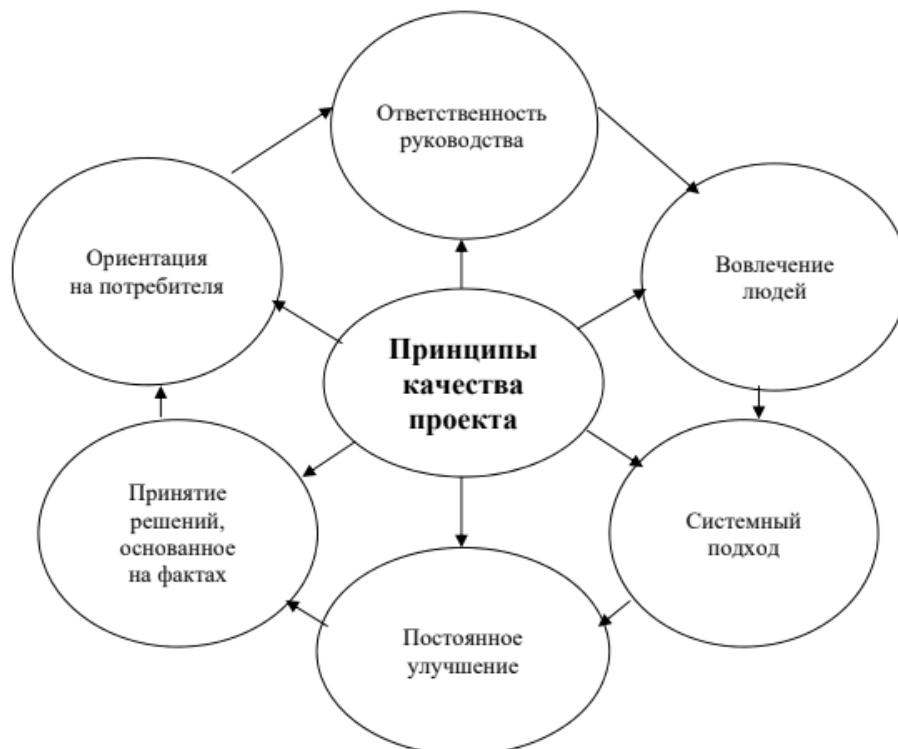 Ответственность
руководства
Ориентация
на потребителя
Вовлечение
людей
Принципы
качества
проекта
Принятие
решений,
основанное
на фактах
Системный
подход
Постоянное
улучшение